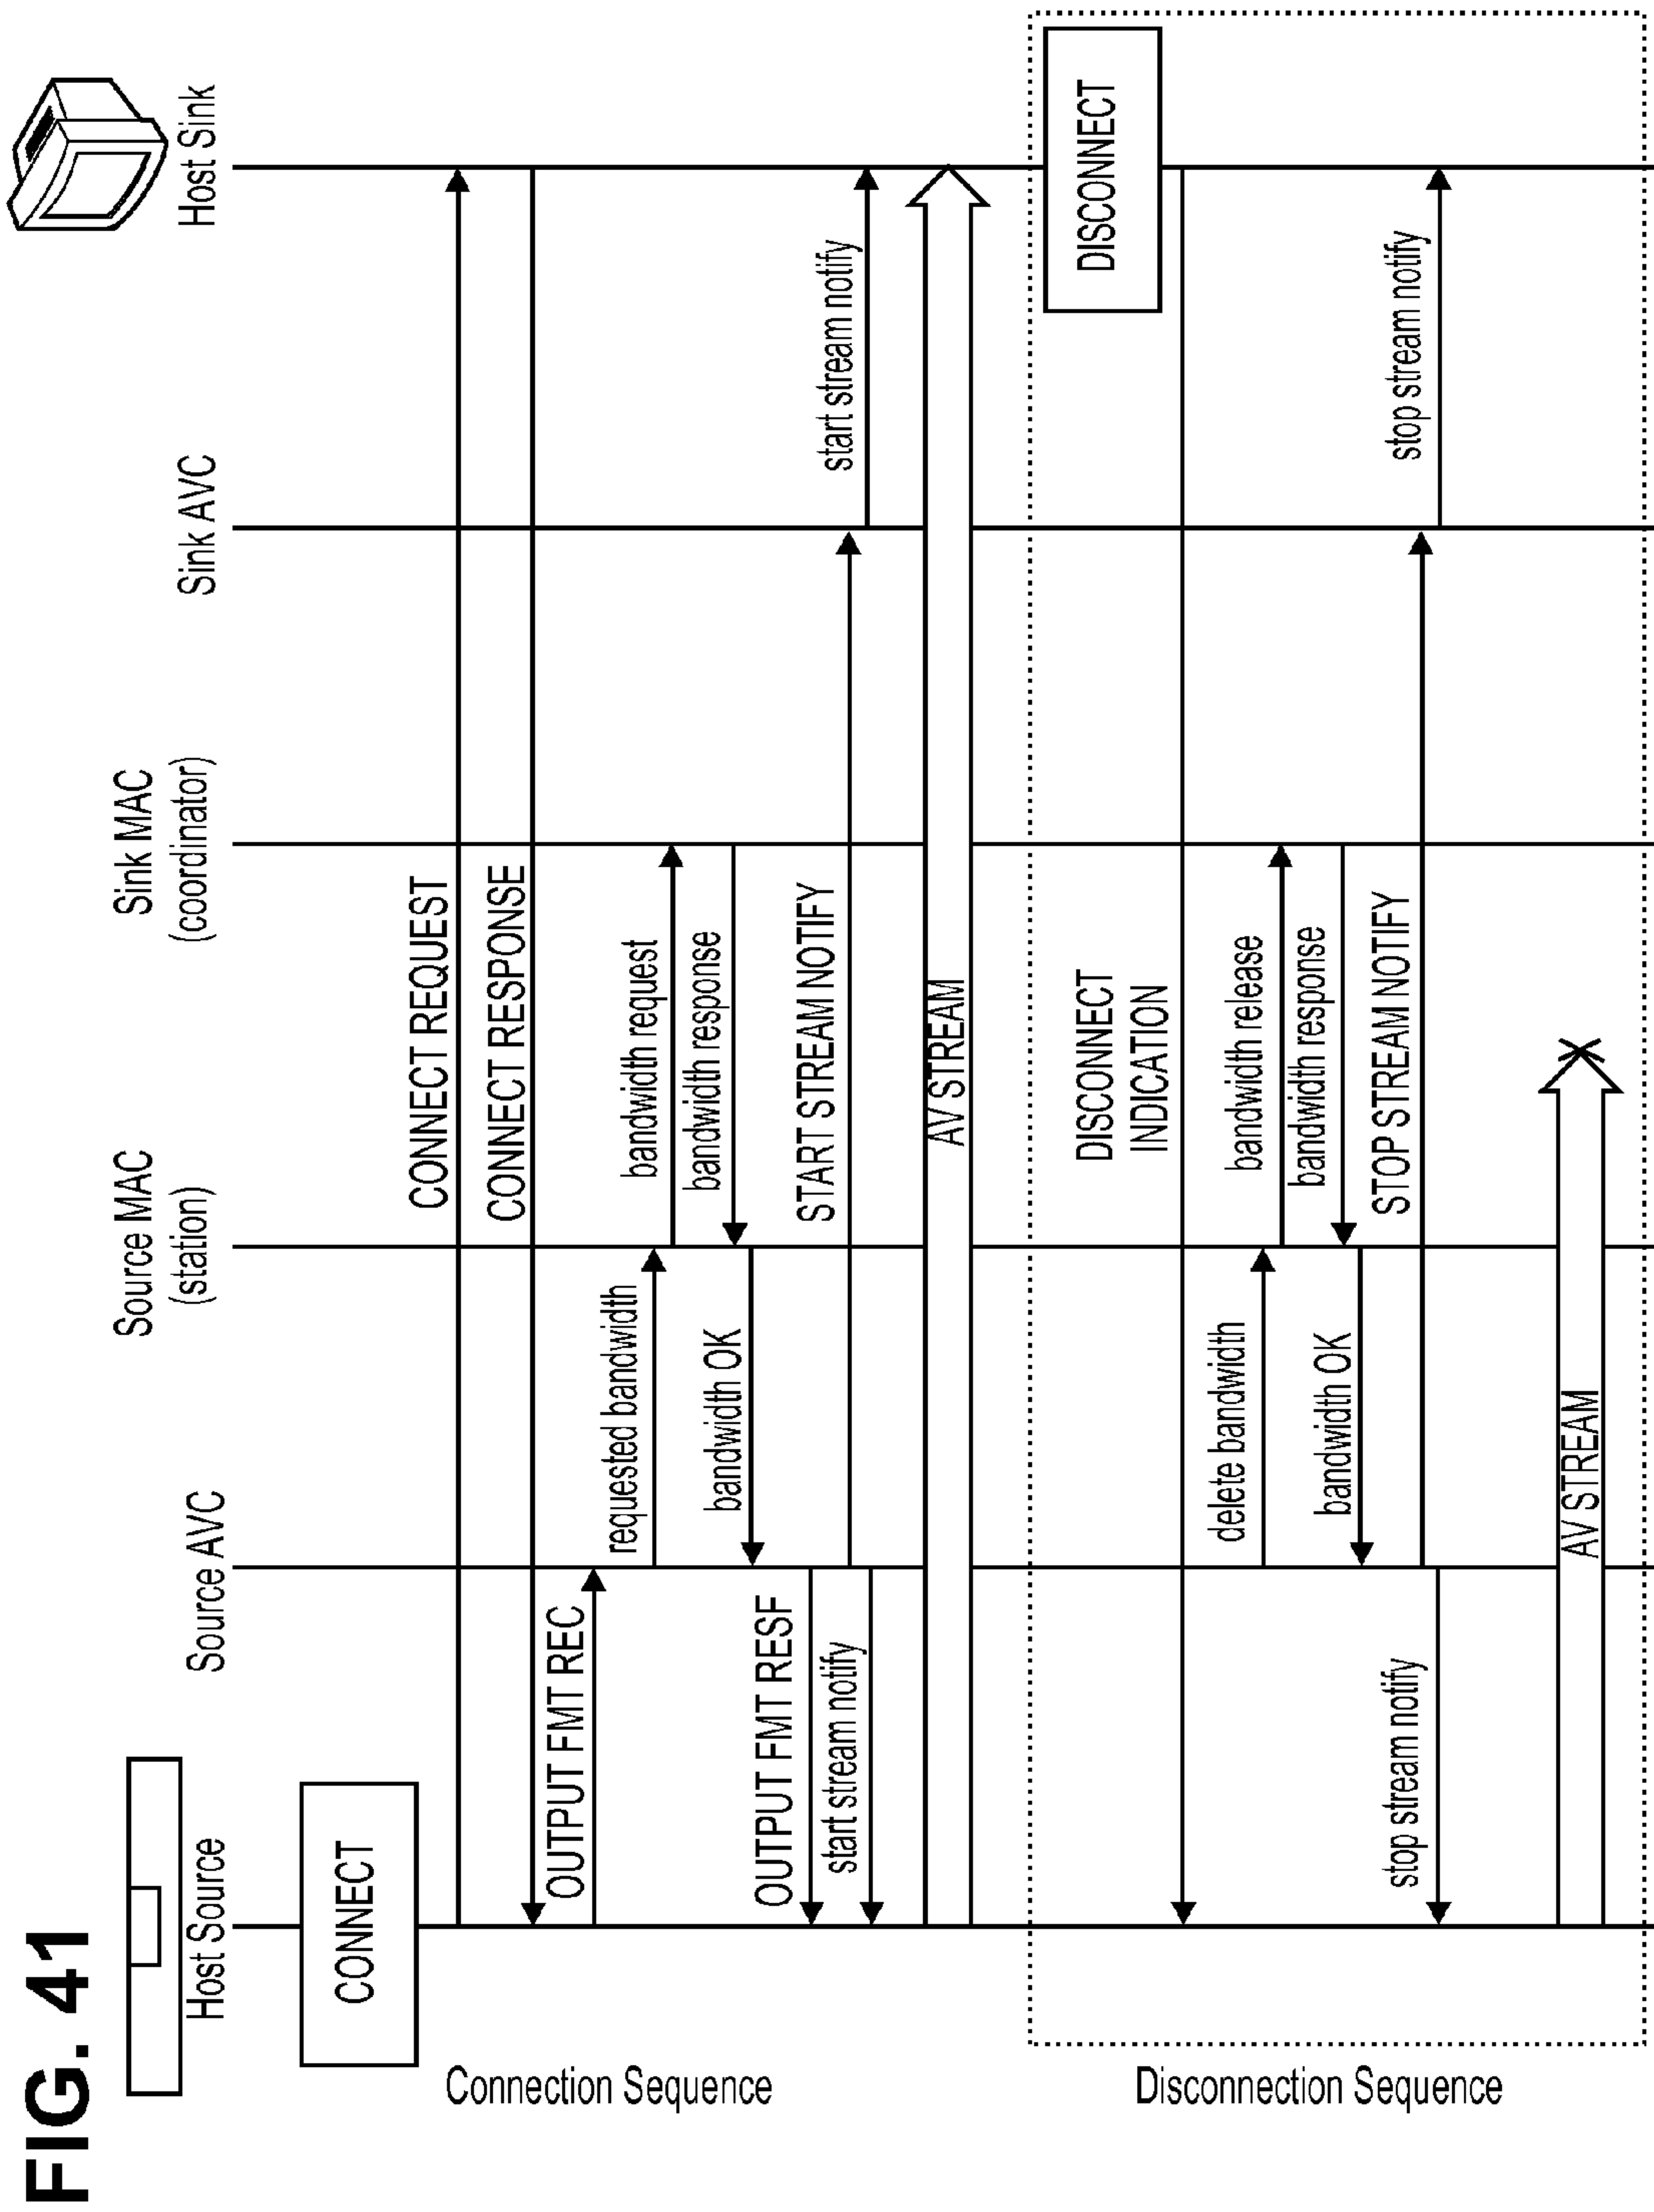 FIG. 41
Host Source
Source AVC
Source MAC
(station)
Sink MAC
(coordinator)
Sink AVC
Host Sink
CONNECT
Connection Sequence
CONNECT REQUEST
CONNECT RESPONSE
OUTPUT FMT REC
requested bandwidth
bandwidth request
bandwidth response
bandwidth OK
OUTPUT FMT RESF
START STREAM NOTIFY
start stream notify
start stream notify
AV STREAM
Disconnection Sequence
DISCONNECT
DISCONNECT
INDICATION
delete bandwidth
bandwidth release
bandwidth response
bandwidth OK
STOP STREAM NOTIFY
stop stream notify
stop stream notify
AV STREAM